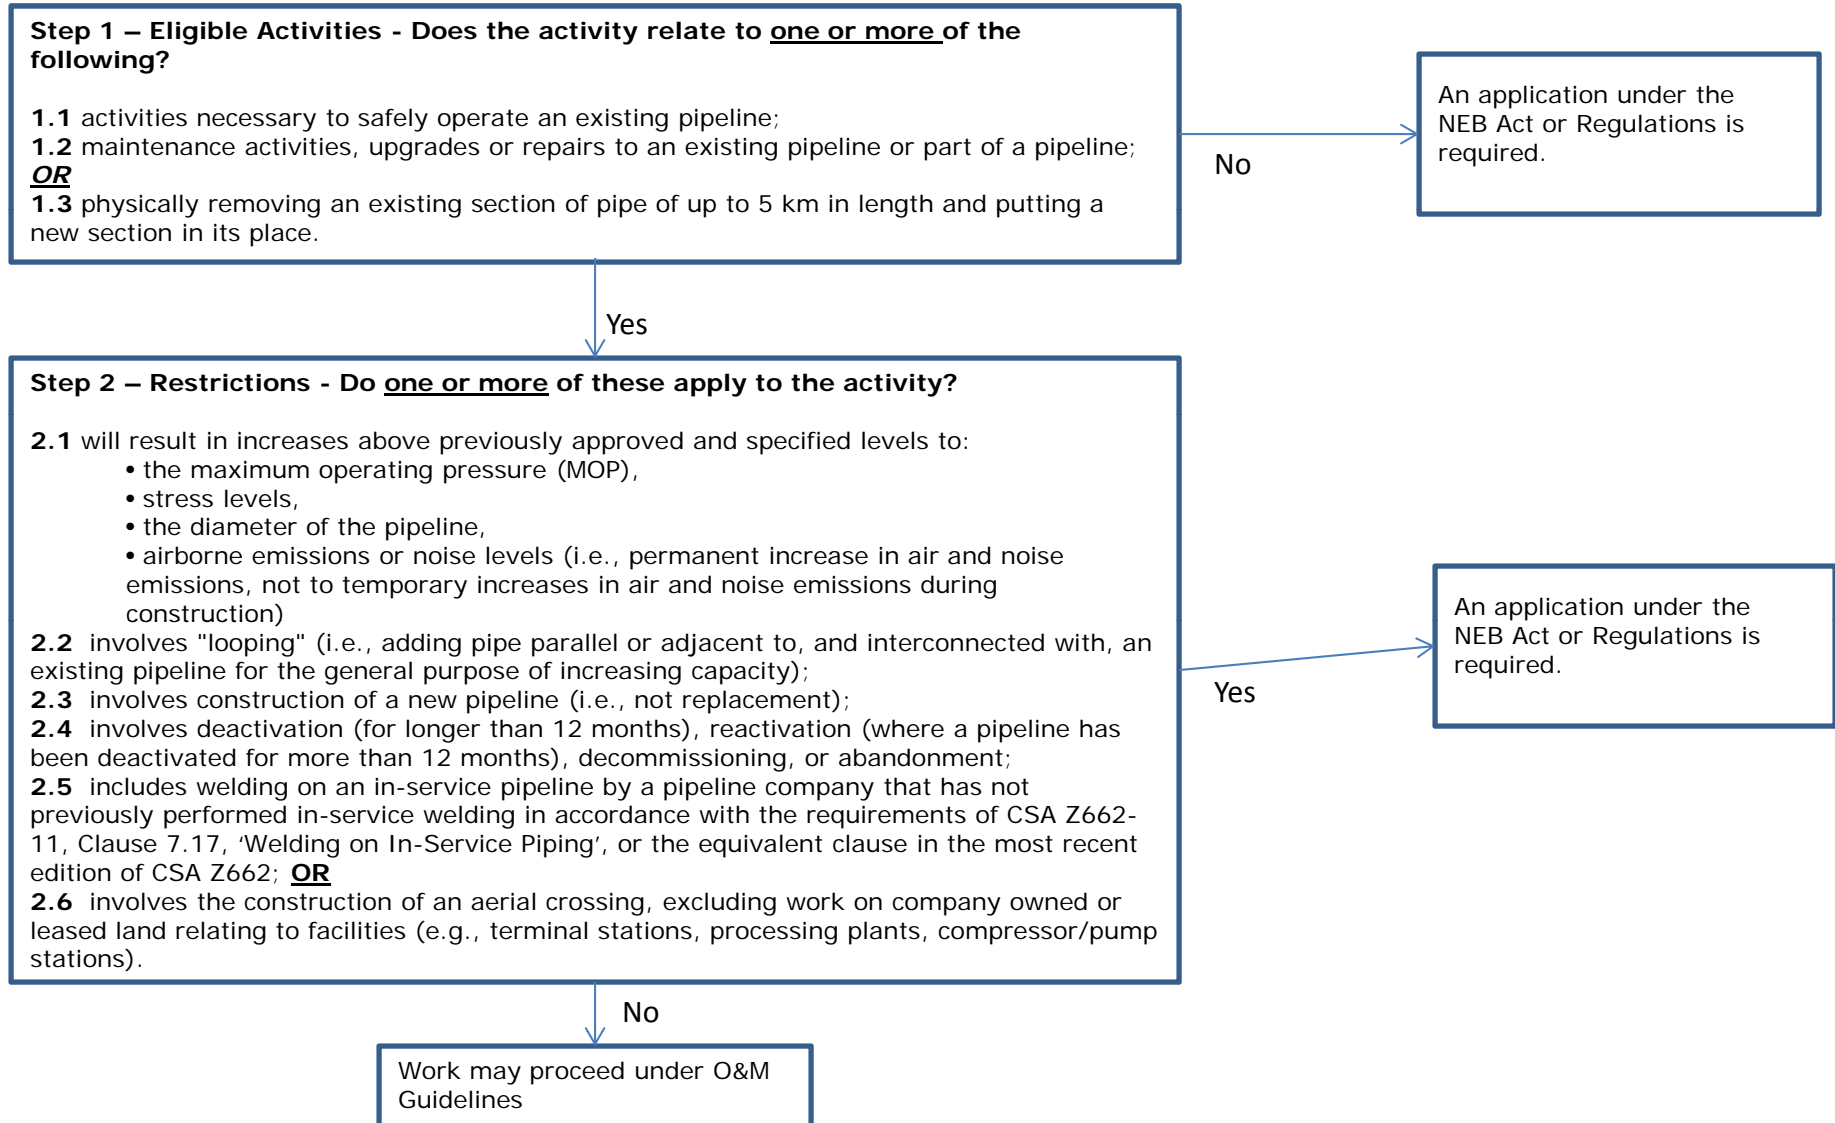 Step 1 – Eligible Activities - Does the activity relate to one or more of the
following?
1.1 activities necessary to safely operate an existing pipeline;
1.2 maintenance activities, upgrades or repairs to an existing pipeline or part of a pipeline;
OR
1.3 physically removing an existing section of pipe of up to 5 km in length and putting a
new section in its place.
No
An application under the
NEB Act or Regulations is
required.
Yes
Step 2 – Restrictions - Do one or more of these apply to the activity?
2.1 will result in increases above previously approved and specified levels to:
• the maximum operating pressure (MOP),
• stress levels,
• the diameter of the pipeline,
• airborne emissions or noise levels (i.e., permanent increase in air and noise
emissions, not to temporary increases in air and noise emissions during
construction)
2.2 involves "looping" (i.e., adding pipe parallel or adjacent to, and interconnected with, an
existing pipeline for the general purpose of increasing capacity);
2.3 involves construction of a new pipeline (i.e., not replacement);
2.4 involves deactivation (for longer than 12 months), reactivation (where a pipeline has
been deactivated for more than 12 months), decommissioning, or abandonment;
2.5 includes welding on an in-service pipeline by a pipeline company that has not
previously performed in-service welding in accordance with the requirements of CSA Z662-
11, Clause 7.17, ‘Welding on In-Service Piping’, or the equivalent clause in the most recent
edition of CSA Z662; OR
2.6 involves the construction of an aerial crossing, excluding work on company owned or
leased land relating to facilities (e.g., terminal stations, processing plants, compressor/pump
stations).
Yes
An application under the
NEB Act or Regulations is
required.
No
Work may proceed under O&M
Guidelines